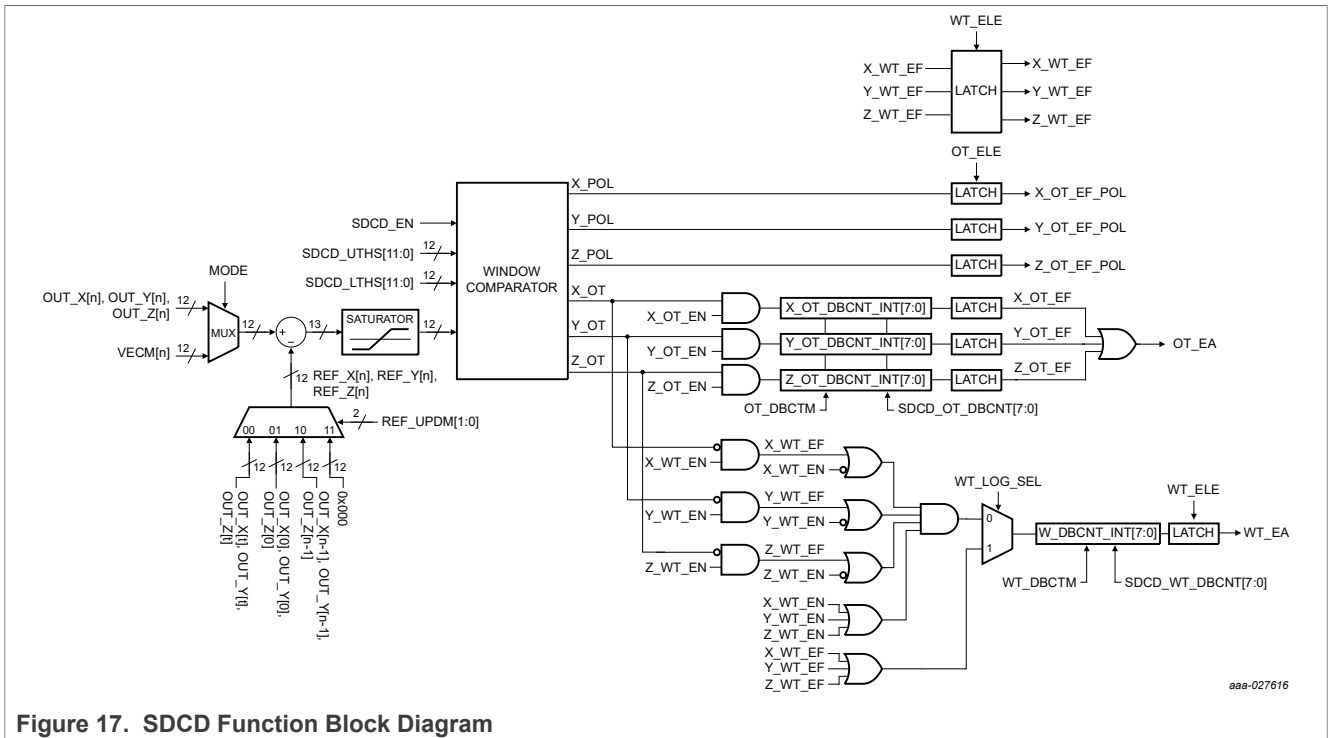 WT_ELE
X_WT_EF
Y_WT_EF
Z_WT_EF
LATCH
X_WT_EF
Y_WT_EF
Z_WT_EF
OT_ELE
X_POL
LATCH
X_OT_EF_POL
Y_POL
LATCH
Y_OT_EF_POL
Z_POL
LATCH
Z_OT_EF_POL
SDCD_EN
SDCD_UTHS[11:0]
12
SDCD_LTHS[11:0]
12
WINDOW
COMPARATOR
MODE
OUT_X[n], OUT_Y[n],
OUT_Z[n]
12
VECM[n]
12
MUX
12
+
−
13
SATURATOR
12
12
REF_X[n], REF_Y[n],
REF_Z[n]
00
01
10
11
2
REF_UPDM[1:0]
12
12
12
12
OUT_X[t], OUT_Y[t],
OUT_Z[t]
OUT_X[0], OUT_Y[0],
OUT_Z[0]
OUT_X[n-1], OUT_Y[n-1],
OUT_Z[n-1]
0x000
X_OT
X_OT_EN
X_OT_DBCNT_INT[7:0]
LATCH
X_OT_EF
Y_OT
Y_OT_EN
Y_OT_DBCNT_INT[7:0]
LATCH
Y_OT_EF
Z_OT
Z_OT_EN
Z_OT_DBCNT_INT[7:0]
LATCH
Z_OT_EF
OT_EA
OT_DBCTM
SDCD_OT_DBCNT[7:0]
X_WT_EN
X_WT_EF
X_WT_EN
Y_WT_EN
Y_WT_EF
Y_WT_EN
Z_WT_EN
Z_WT_EF
Z_WT_EN
X_WT_EN
Y_WT_EN
Z_WT_EN
X_WT_EF
Y_WT_EF
Z_WT_EF
WT_LOG_SEL
0
1
W_DBCNT_INT[7:0]
WT_ELE
LATCH
WT_EA
WT_DBCTM
SDCD_WT_DBCNT[7:0]
aaa-027616
Figure 17. SDCD Function Block Diagram